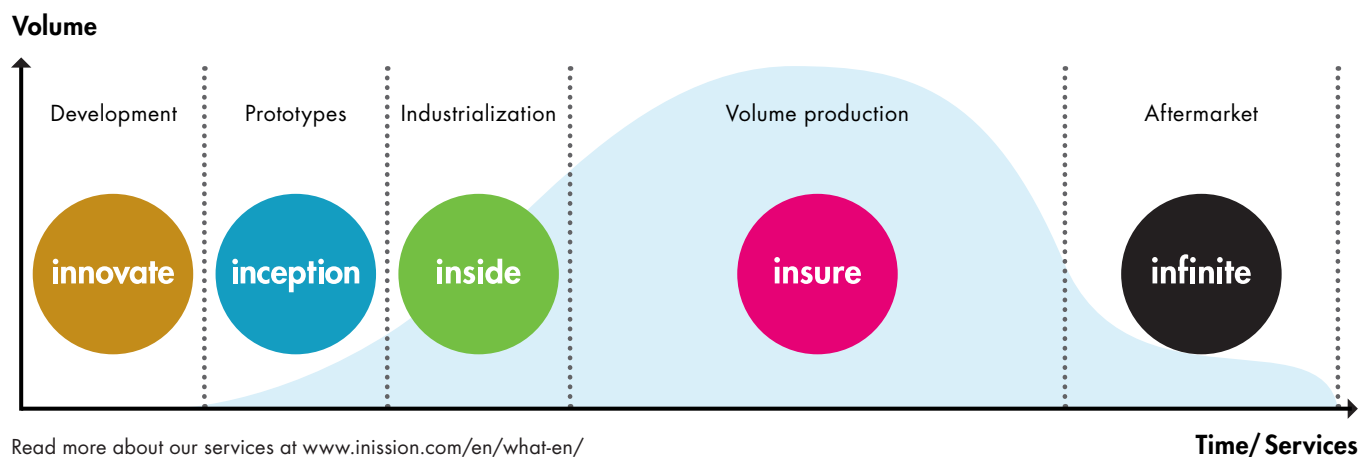 Volume
Development
Prototypes
Industrialization
Volume production
Aftermarket
innovate
inception
inside
insure
infinite
Read more about our services at www.inission.com/en/what-en/
Time/ Services